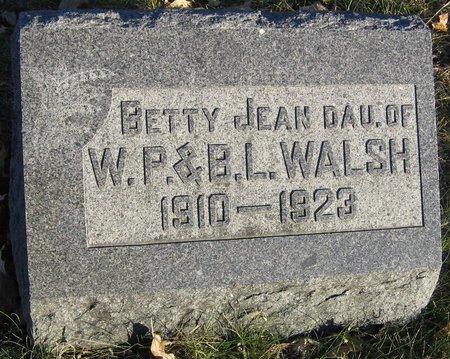 BETTY JEAN DAU. OF
W. P. & B. L. WALSH
1910—1923